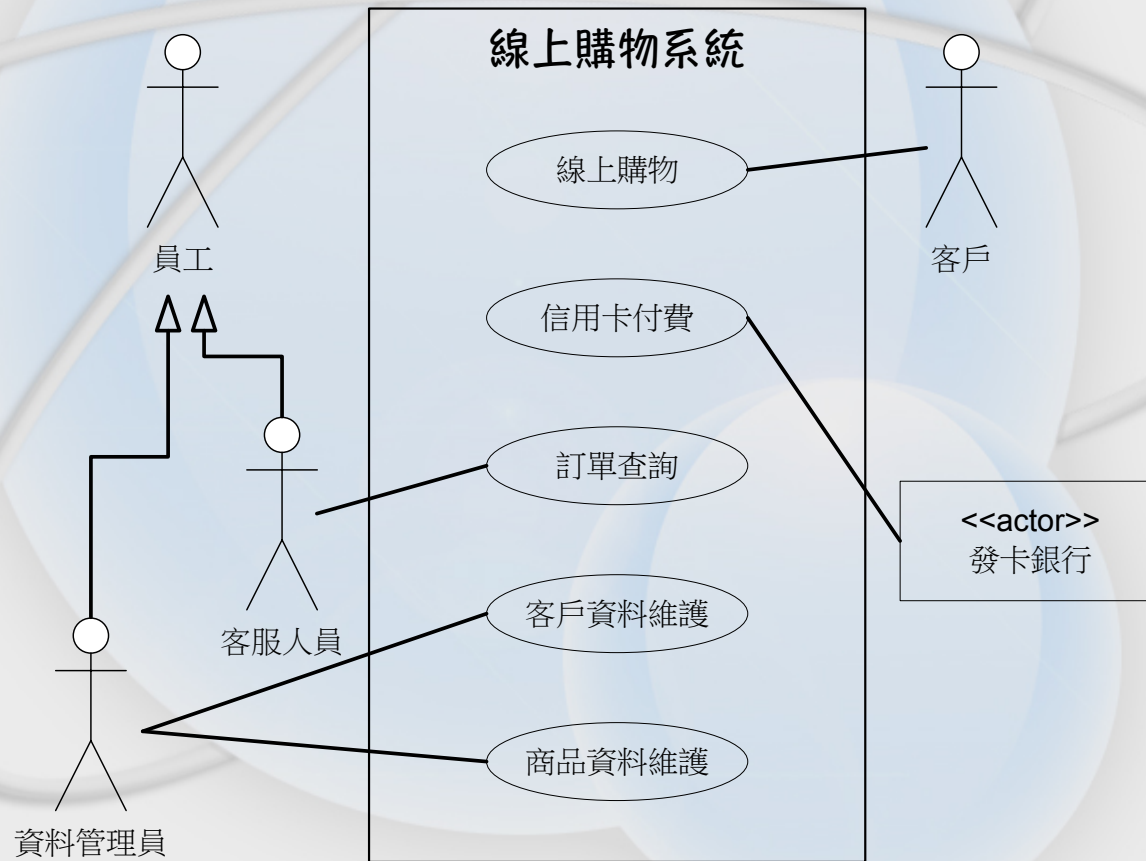 線上購物系統
線上購物
員工
客戶
信用卡付費
訂單查詢
<<actor>>
發卡銀行
客戶資料維護
客服人員
商品資料維護
資料管理員